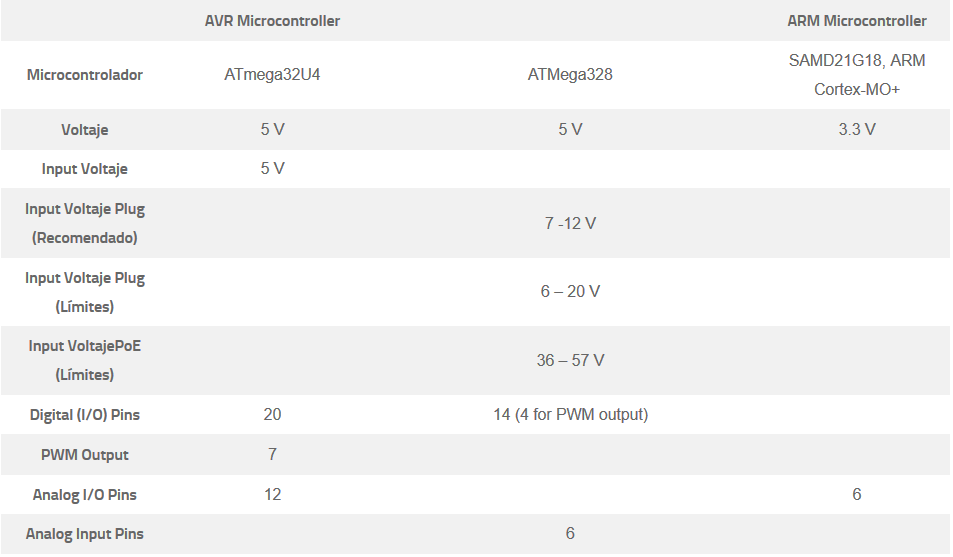 AVR Microcontroller ARM Microcontroller
Microcontrolador ATmega32U4 ATMega328 SAMD21G18, ARM
Cortex-MO+
Voltaje 5 V 5 V 3.3 V
Input Voltaje 5 V
Input Voltaje Plug
(Recomendado) 7 -12 V
Input Voltaje Plug
(Límites) 6 – 20 V
Input VoltajePoE
(Límites) 36 – 57 V
Digital (I/O) Pins 20 14 (4 for PWM output)
PWM Output 7
Analog I/O Pins 12 6
Analog Input Pins 6